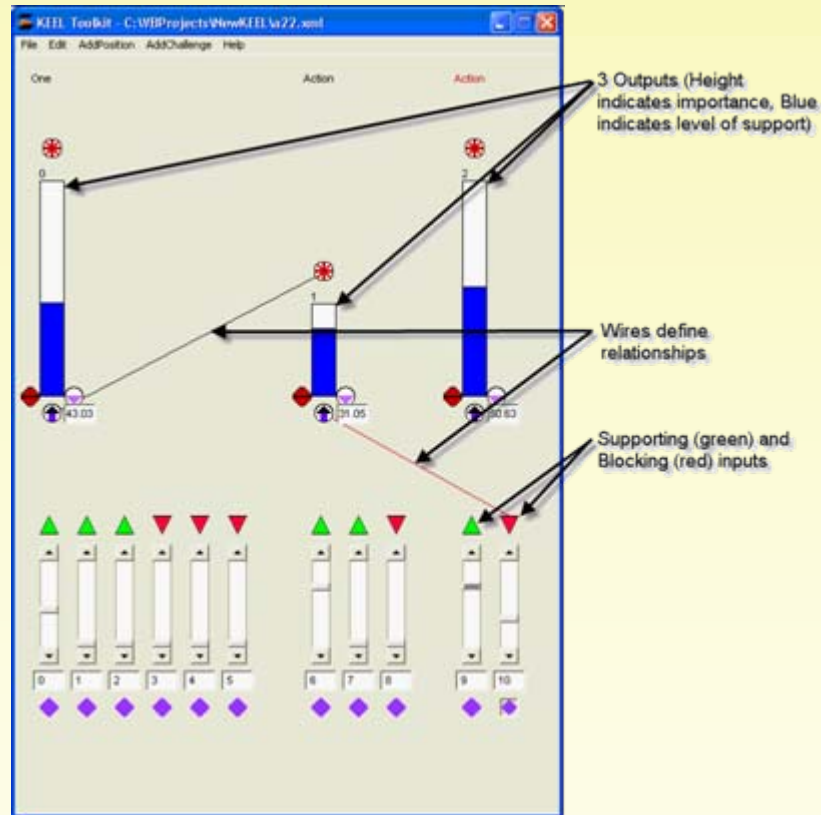 KEEL Toolkit - C:\WBProjects\NewKEEL\a22.xml
File Edit AddPosition AddChallenge Help
One Action Action
3 Outputs (Height
indicates importance, Blue
indicates level of support)
0 2
1
Wires define
relationships
43.03 31.05
Supporting (green) and
Blocking (red) inputs
0 1 2 3 4 5 6 7 8 9 10